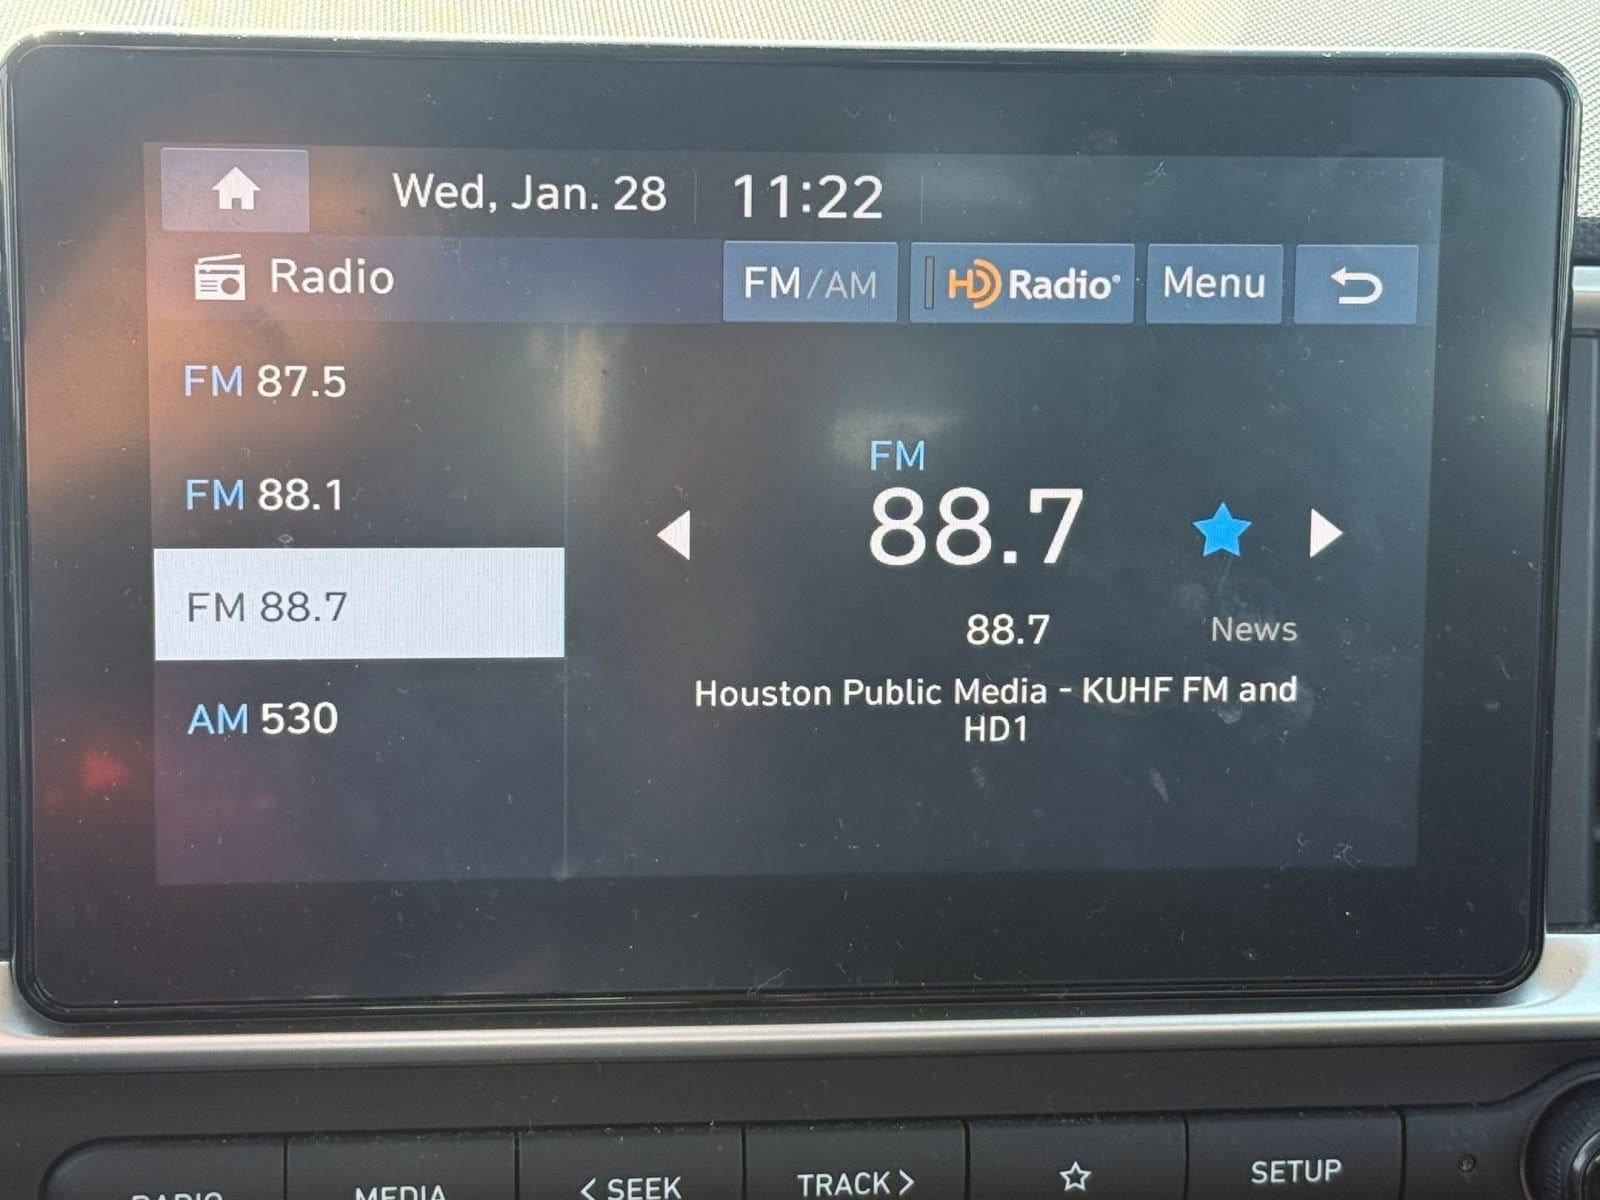 Wed, Jan. 28 11:22
Radio FM/AM HD Radio® Menu
FM 87.5
FM 88.1
FM 88.7
AM 530
FM
88.7
88.7 News
Houston Public Media - KUHF FM and
HD1
RADIO MEDIA < SEEK TRACK > SETUP